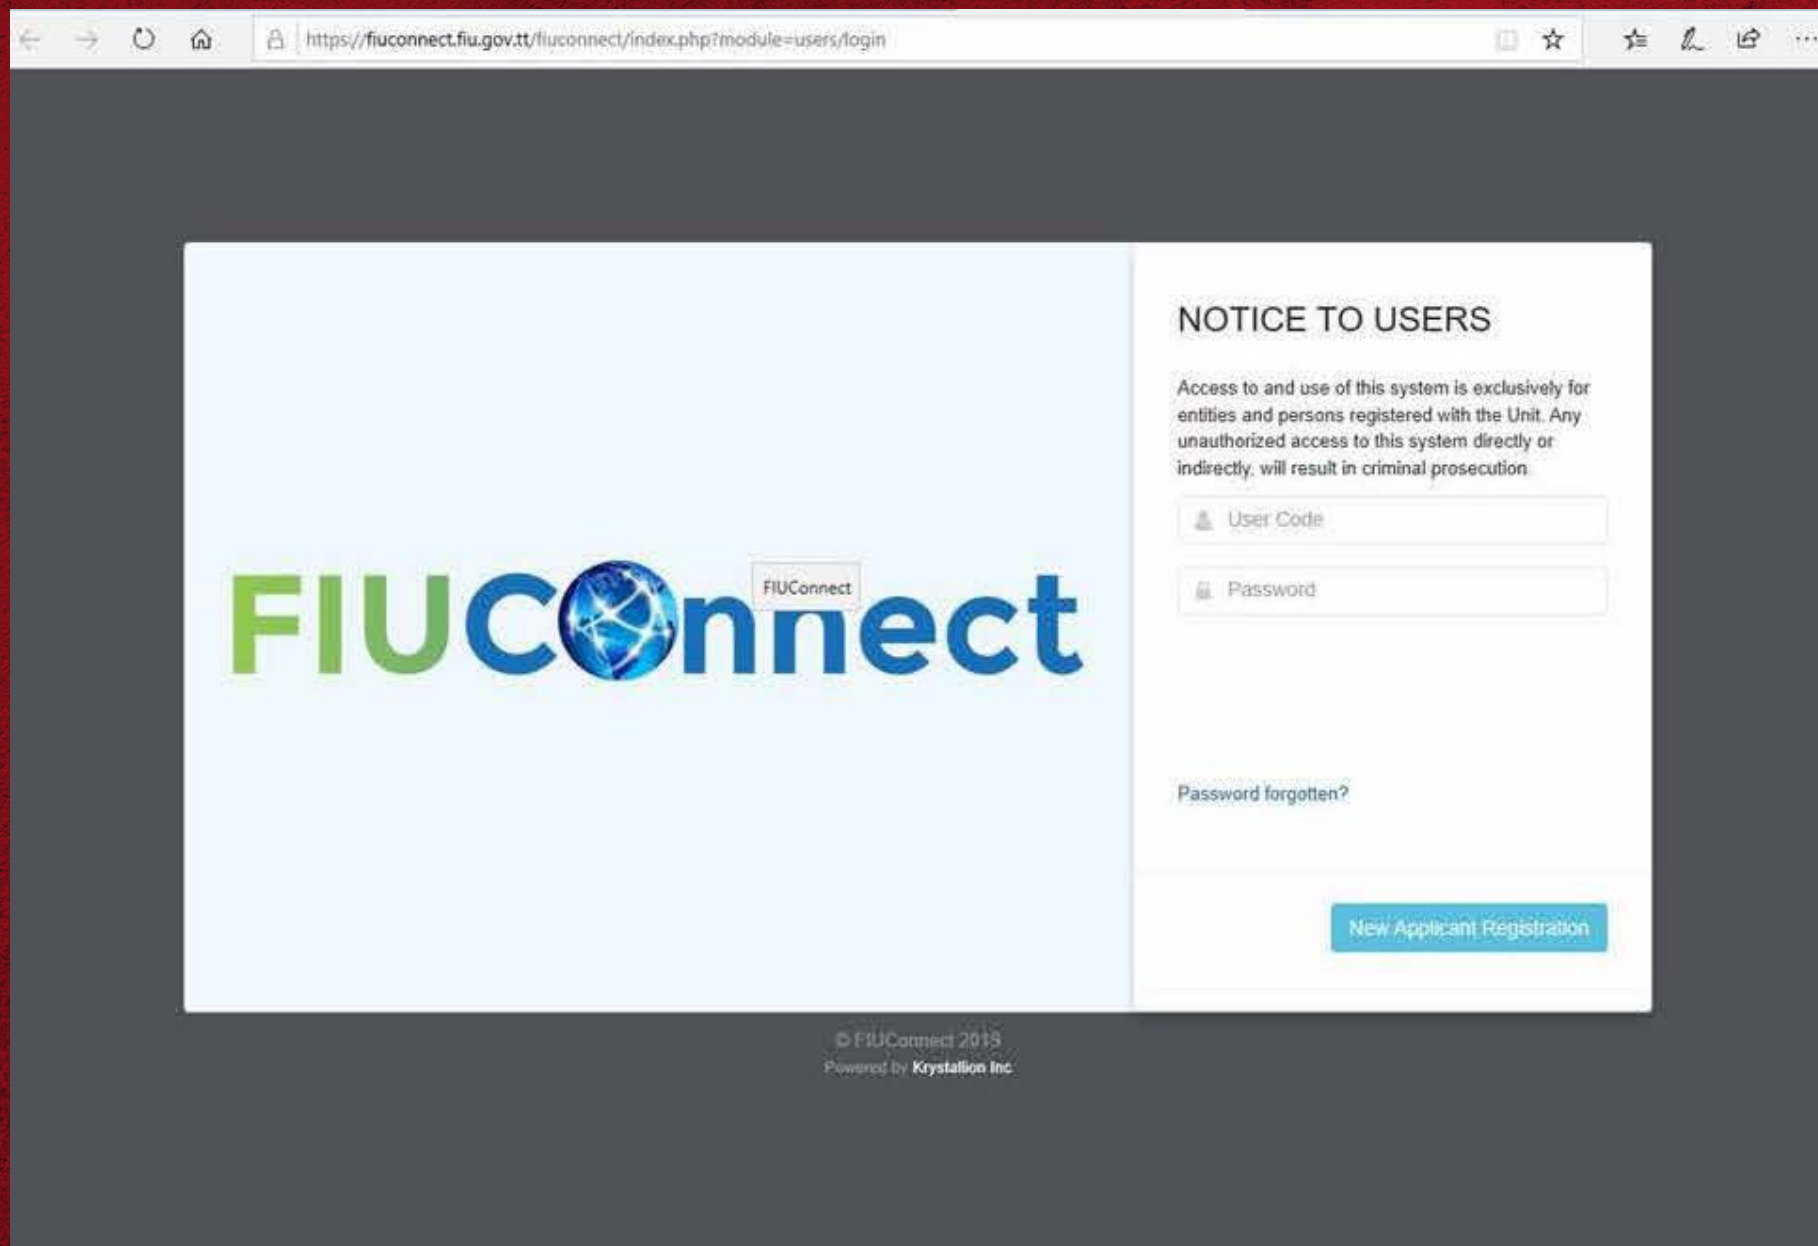 https://fiuconnect.fiu.gov.tt/fiuconnect/index.php?module=users/login
NOTICE TO USERS
Access to and use of this system is exclusively for
entities and persons registered with the Unit. Any
unauthorized access to this system directly or
indirectly, will result in criminal prosecution
User Code
Password
FIUConnect
FIUConnect
Password forgotten?
New Applicant Registration
© FIUConnect 2019
Powered by Krystallion Inc